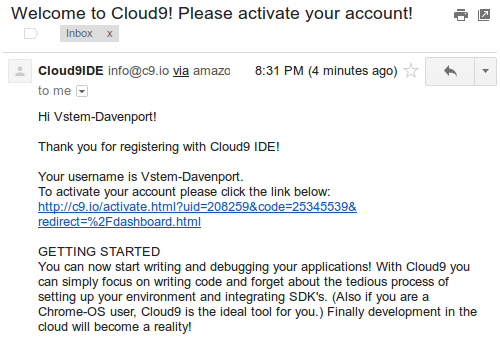 Welcome to Cloud9! Please activate your account!
Inbox x
Cloud9IDE info@c9.io via amazo 8:31 PM (4 minutes ago)
to me
Hi Vstem-Davenport!
Thank you for registering with Cloud9 IDE!
Your username is Vstem-Davenport.
To activate your account please click the link below:
http://c9.io/activate.html?uid=208259&code=25345539&
redirect=%2Fdashboard.html
GETTING STARTED
You can now start writing and debugging your applications! With Cloud9 you
can simply focus on writing code and forget about the tedious process of
setting up your environment and integrating SDK's. (Also if you are a
Chrome-OS user, Cloud9 is the ideal tool for you.) Finally development in the
cloud will become a reality!